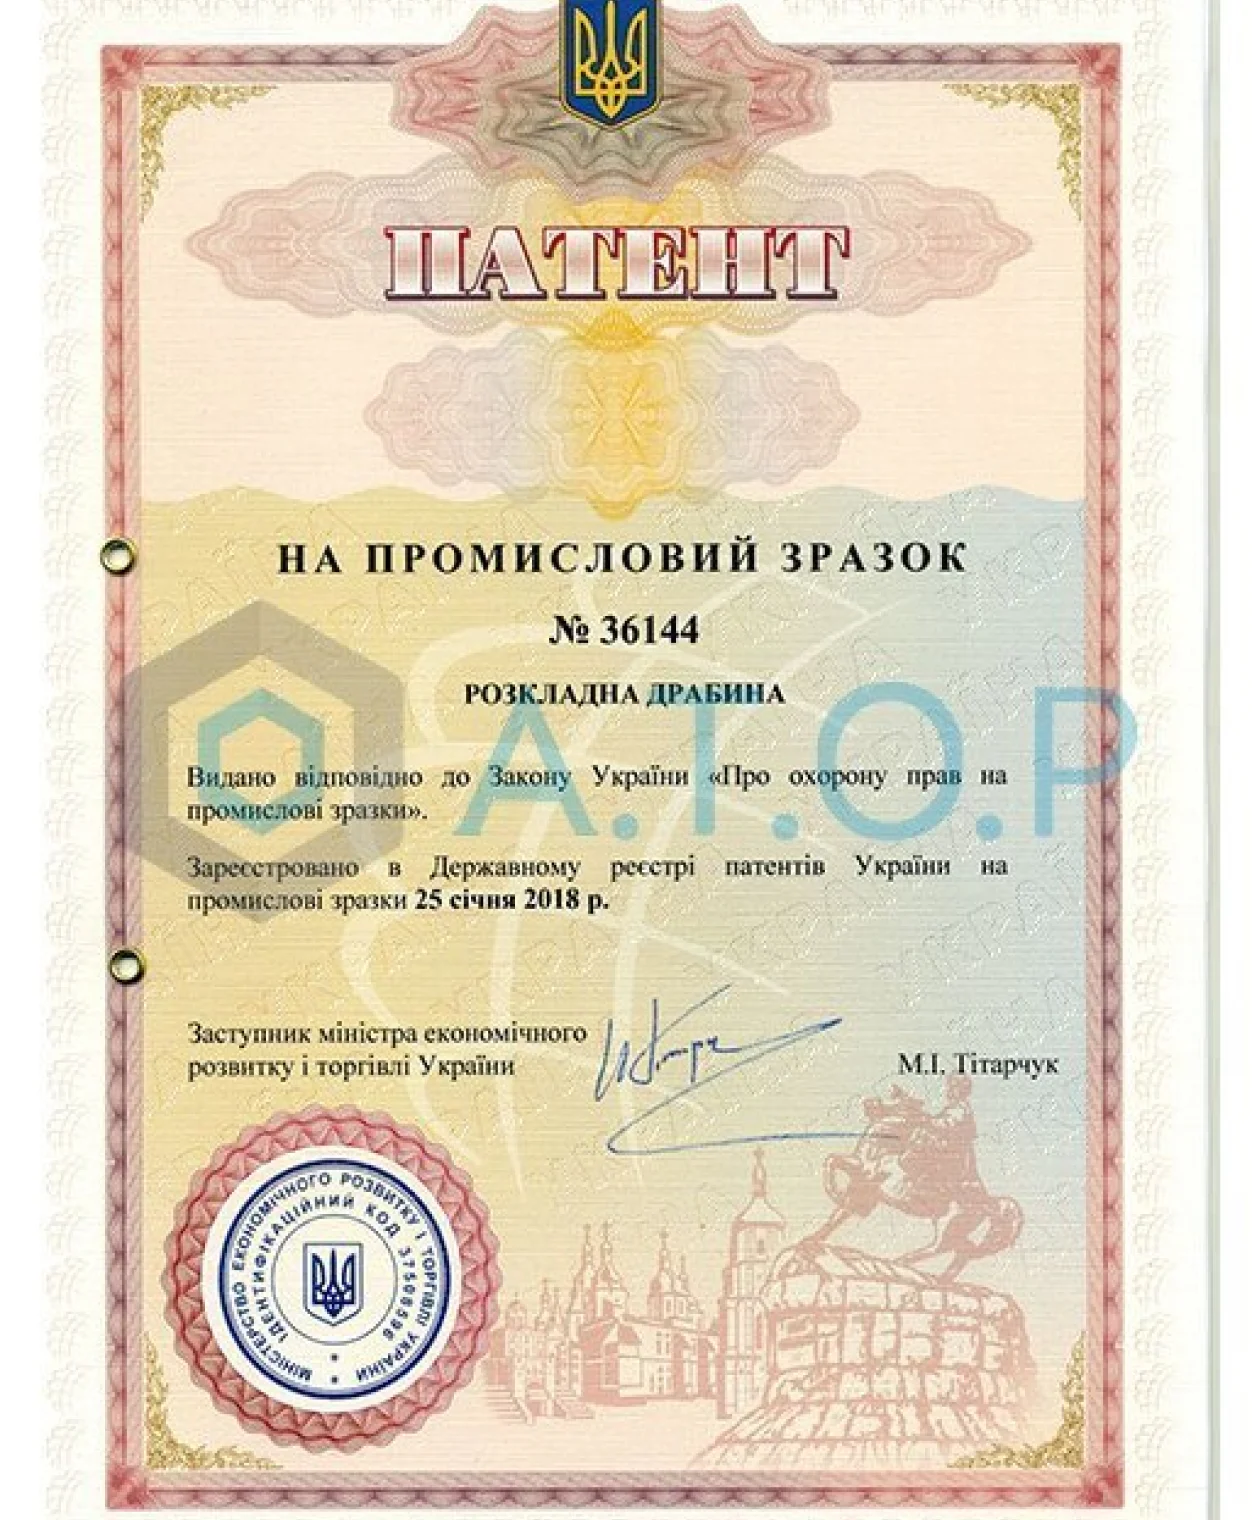 ПАТЕНТ
НА ПРОМИСЛОВИЙ ЗРАЗОК
№ 36144
РОЗКЛАДНА ДРАБИНА
А.Т.О.Р
Видано відповідно до Закону України «Про охорону прав на
промислові зразки».
Зареєстровано в Державному реєстрі патентів України на
промислові зразки 25 січня 2018 р.
Заступник міністра економічного
розвитку і торгівлі України
М.І. Тітарчук
МІНІСТЕРСТВО ЕКОНОМІЧНОГО РОЗВИТКУ І ТОРГІВЛІ УКРАЇНИ
ІДЕНТИФІКАЦІЙНИЙ КОД 37508596